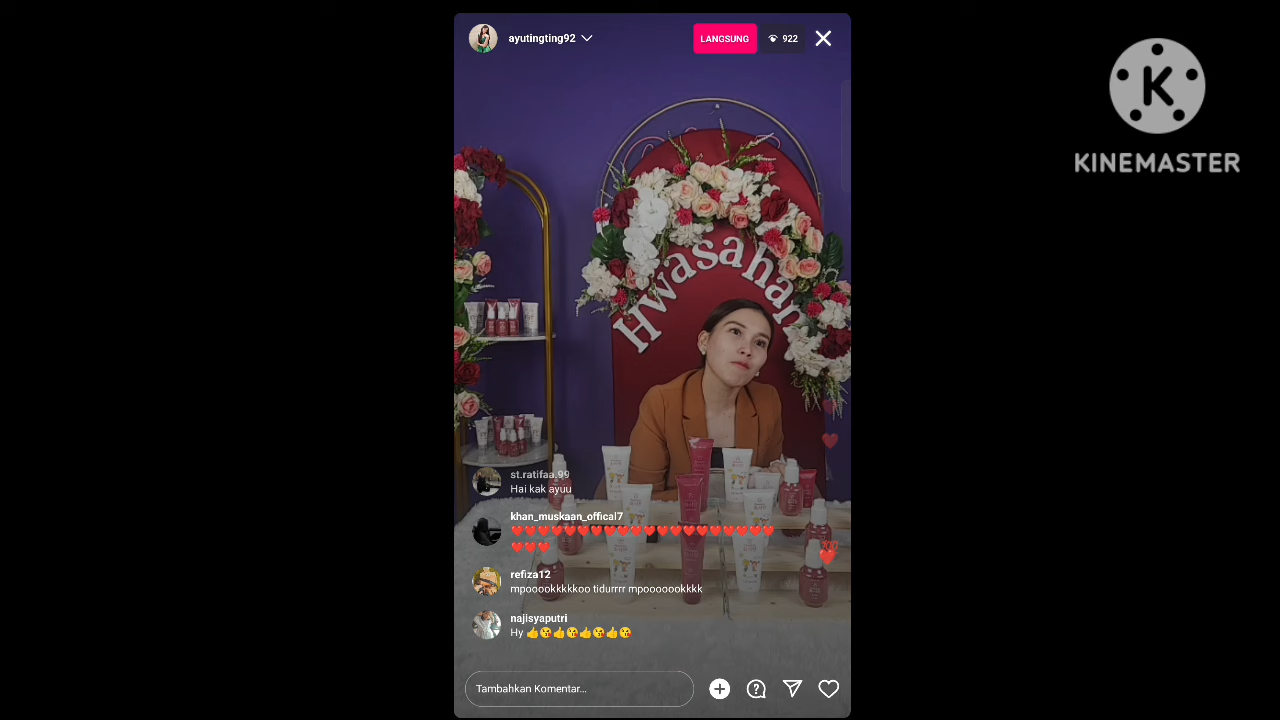 ayutingting92
LANGSUNG
922
K
KINEMASTER
Hwasahan
st.ratifaa.99
Hai kak ayuu
khan_muskaan_offical7
❤️❤️❤️❤️❤️❤️❤️❤️❤️❤️❤️❤️❤️❤️❤️❤️❤️❤️❤️❤️
❤️❤️❤️
refiza12
mpooookkkkkoo tidurrrr mpooooookkkk
najisyaputri
Hy 👍😘👍😘👍😘👍😘
Tambahkan Komentar...